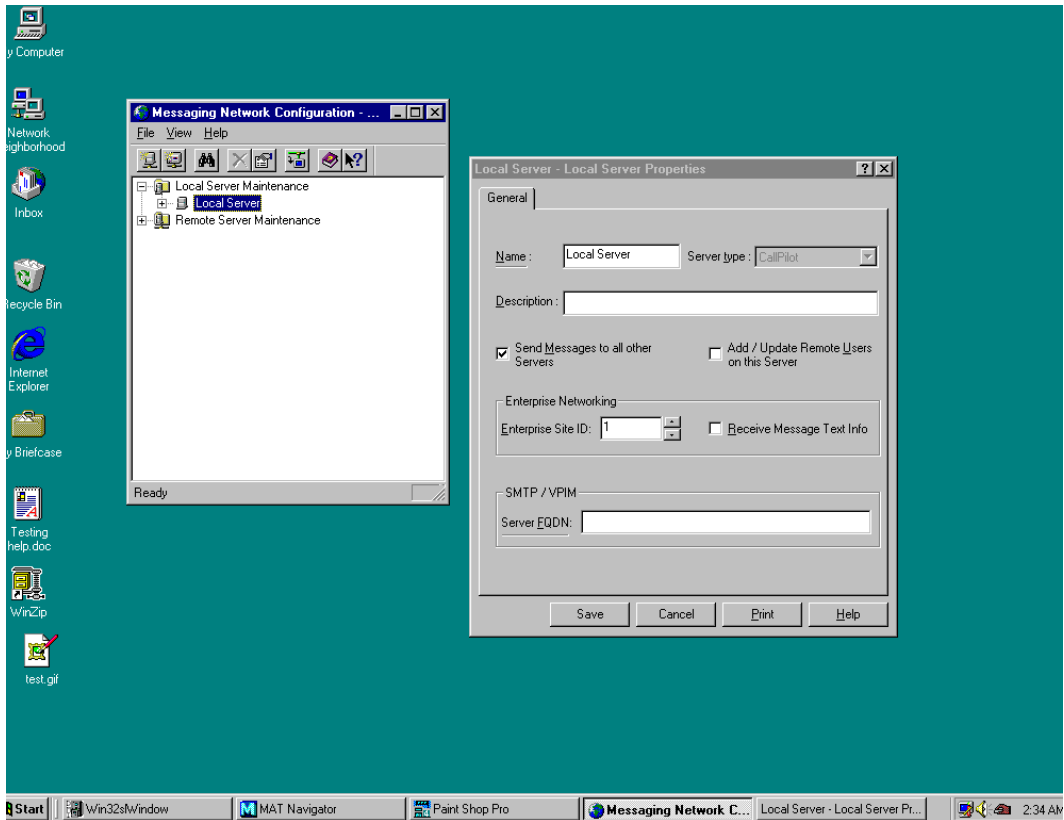 y Computer
Network
eighborhood
Inbox
ecycle Bin
Internet
Explorer
y Briefcase
Testing
help.doc
WinZip
test.gif
Messaging Network Configuration - ...
File View Help
Local Server Maintenance
Local Server
Remote Server Maintenance
Ready
Local Server - Local Server Properties
General
Name : Local Server Server type : CallPilot
Description :
Send Messages to all other
Servers
Add / Update Remote Users
on this Server
Enterprise Networking
Enterprise Site ID: 1 Receive Message Text Info
SMTP / VPIM
Server FQDN:
Save Cancel Print Help
Start Win32slWindow MAT Navigator Paint Shop Pro Messaging Network C... Local Server - Local Server Pr... 2:34 AM